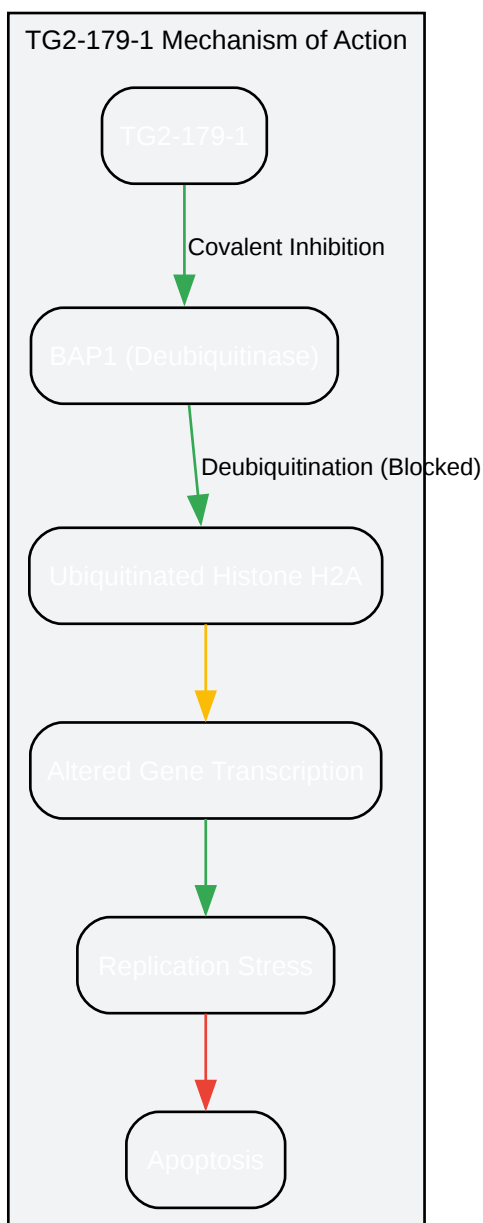 TG2-179-1 Mechanism of Action
TG2-179-1
Covalent Inhibition
BAP1 (Deubiquitinase)
Deubiquitination (Blocked)
Ubiquitinated Histone H2A
Altered Gene Transcription
Replication Stress
Apoptosis